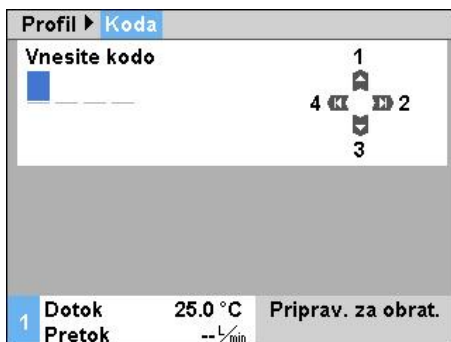 Profil Koda
Vnesite kodo
1
4 2
3
1
Dotok 25.0 °C Priprav. za obrat.
Pretok -- L/min